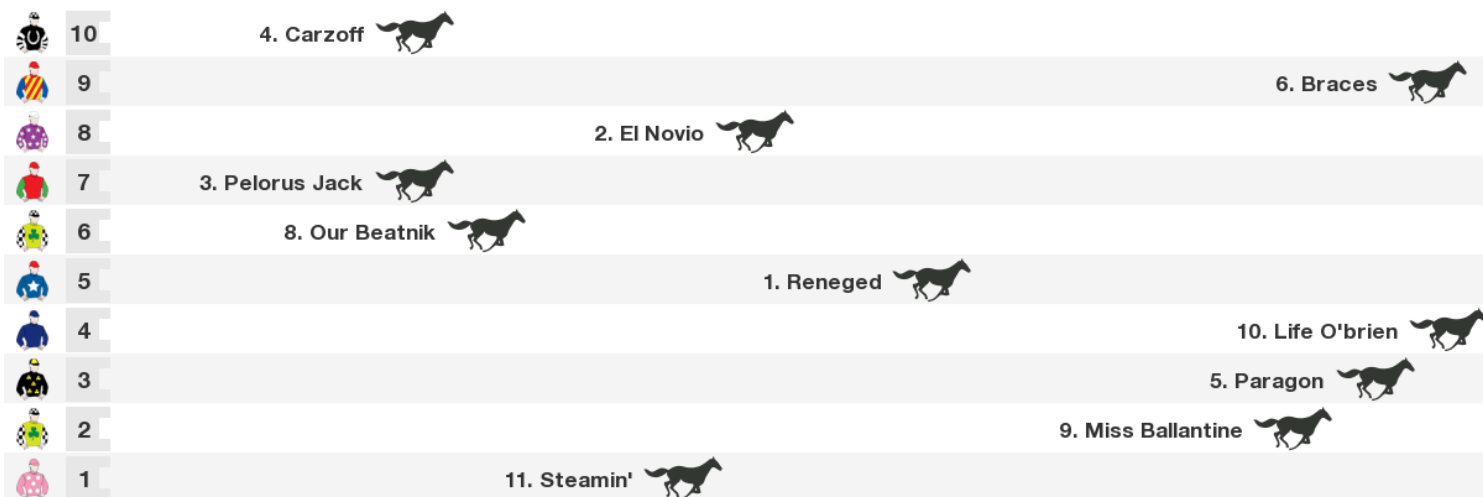 10 4. Carzoff
9 6. Braces
8 2. El Novio
7 3. Pelorus Jack
6 8. Our Beatnik
5 1. Reneged
4 10. Life O'brien
3 5. Paragon
2 9. Miss Ballantine
1 11. Steamin'